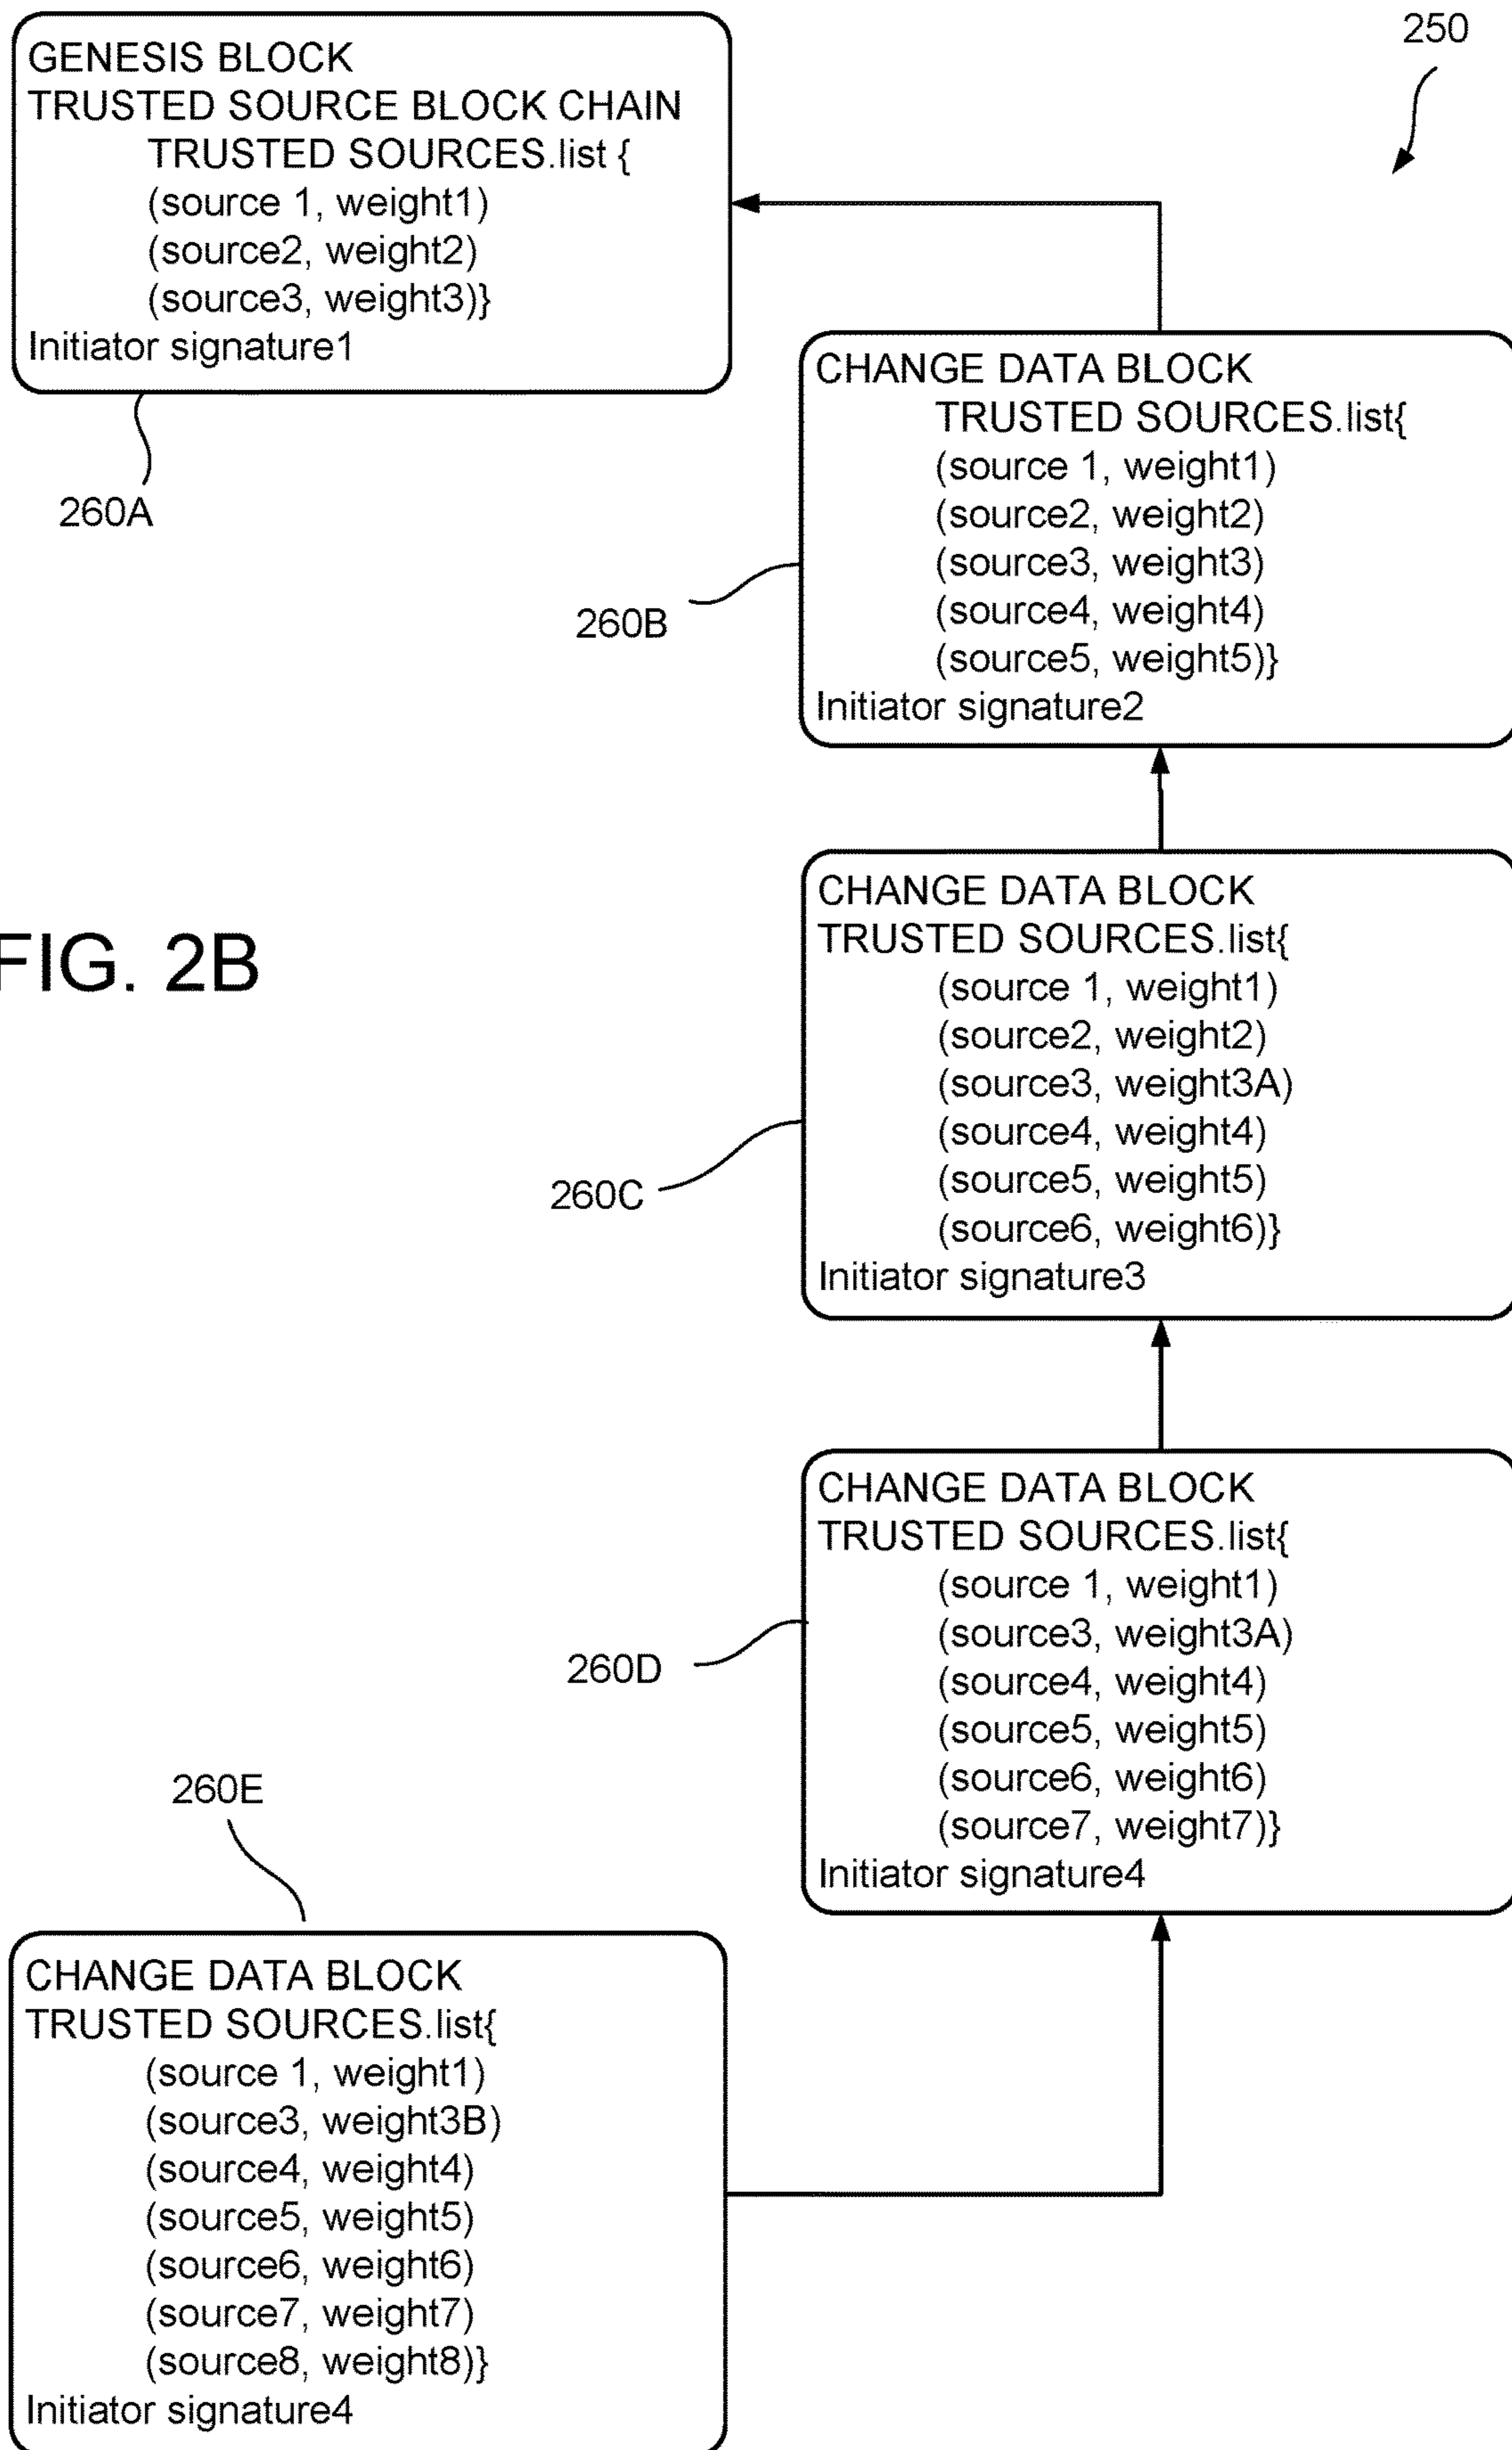 250
GENESIS BLOCK
TRUSTED SOURCE BLOCK CHAIN
TRUSTED SOURCES.list {
(source 1, weight1)
(source2, weight2)
(source3, weight3)}
Initiator signature1
260A
CHANGE DATA BLOCK
TRUSTED SOURCES.list{
(source 1, weight1)
(source2, weight2)
(source3, weight3)
(source4, weight4)
(source5, weight5)}
Initiator signature2
260B
FIG. 2B
CHANGE DATA BLOCK
TRUSTED SOURCES.list{
(source 1, weight1)
(source2, weight2)
(source3, weight3A)
(source4, weight4)
(source5, weight5)
(source6, weight6)}
Initiator signature3
260C
CHANGE DATA BLOCK
TRUSTED SOURCES.list{
(source 1, weight1)
(source3, weight3A)
(source4, weight4)
(source5, weight5)
(source6, weight6)
(source7, weight7)}
Initiator signature4
260D
260E
CHANGE DATA BLOCK
TRUSTED SOURCES.list{
(source 1, weight1)
(source3, weight3B)
(source4, weight4)
(source5, weight5)
(source6, weight6)
(source7, weight7)
(source8, weight8)}
Initiator signature4